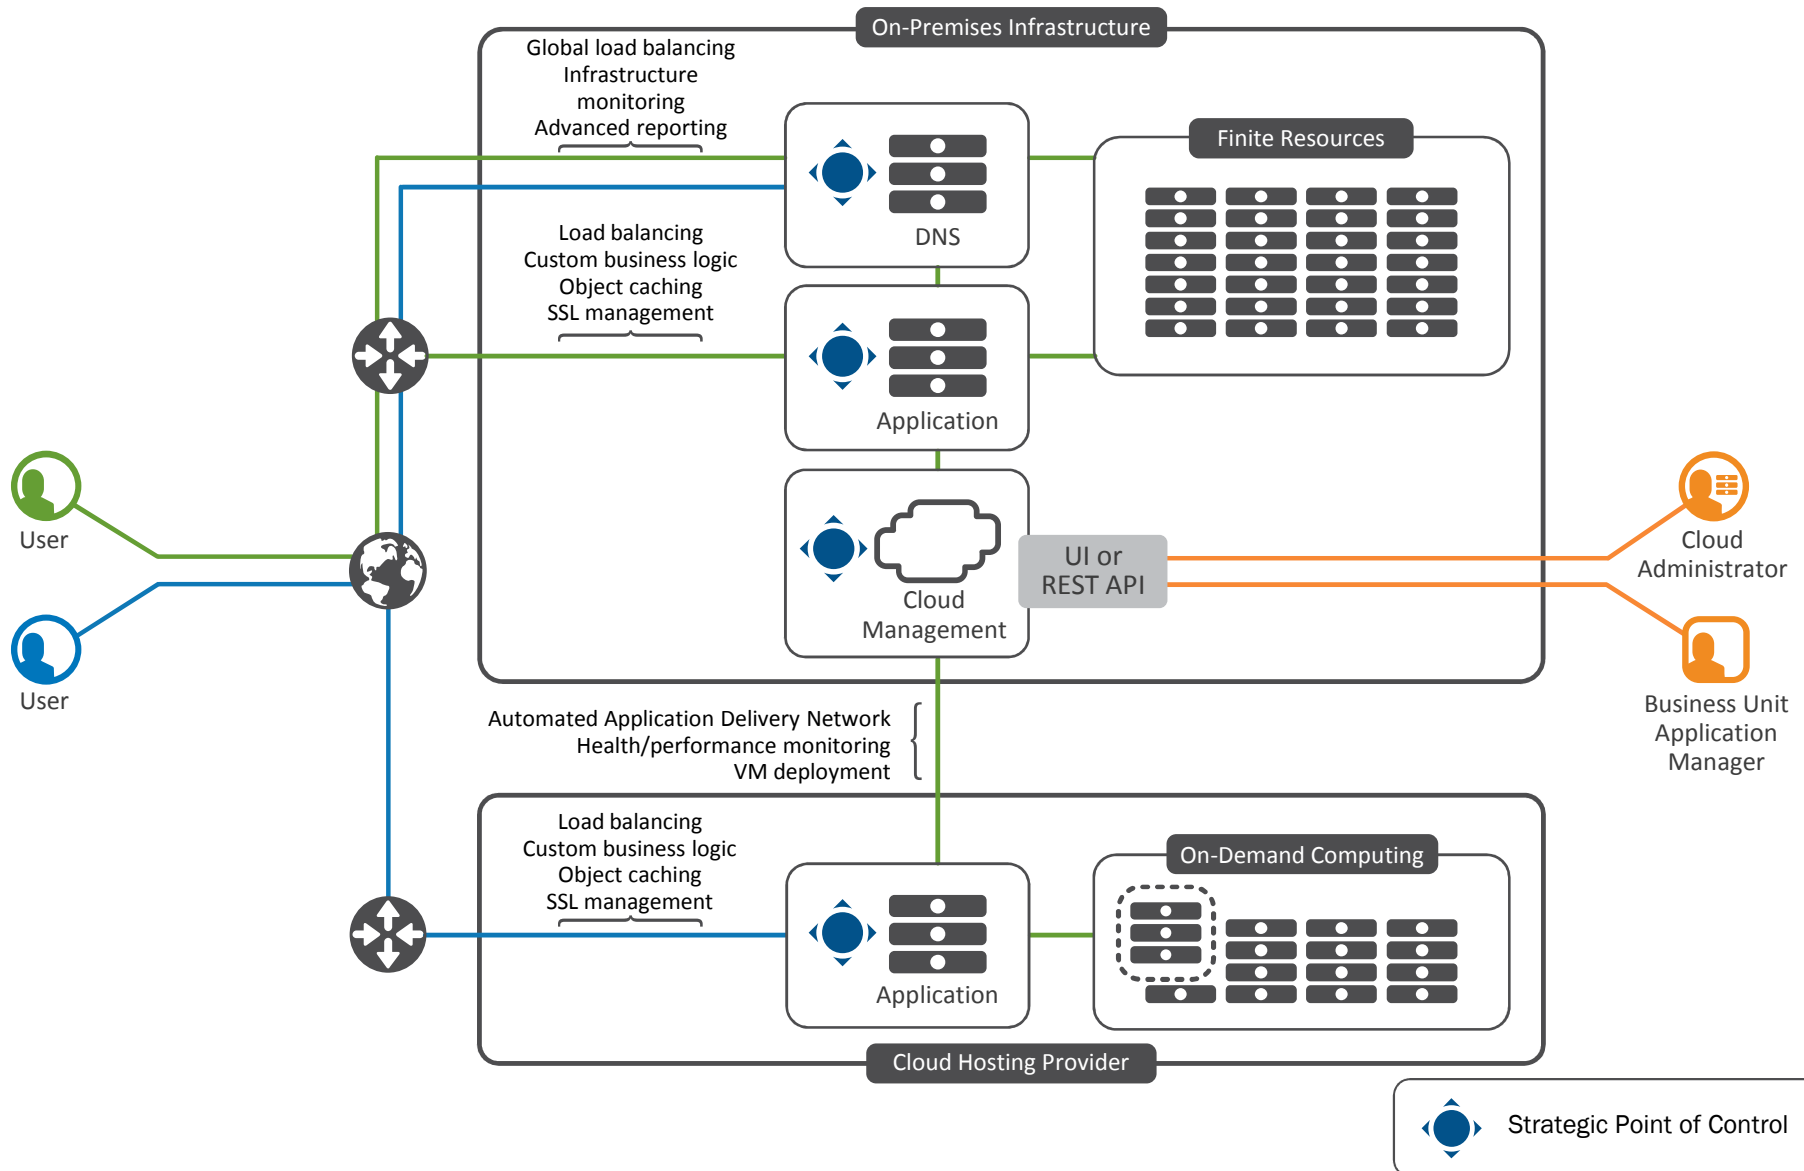 On-Premises Infrastructure
Global load balancing
Infrastructure
monitoring
Advanced reporting
Finite Resources
DNS
Load balancing
Custom business logic
Object caching
SSL management
Application
User
User
Cloud
Management
UI or
REST API
Cloud
Administrator
Business Unit
Application
Manager
Automated Application Delivery Network
Health/performance monitoring
VM deployment
Load balancing
Custom business logic
Object caching
SSL management
On-Demand Computing
Application
Cloud Hosting Provider
Strategic Point of Control